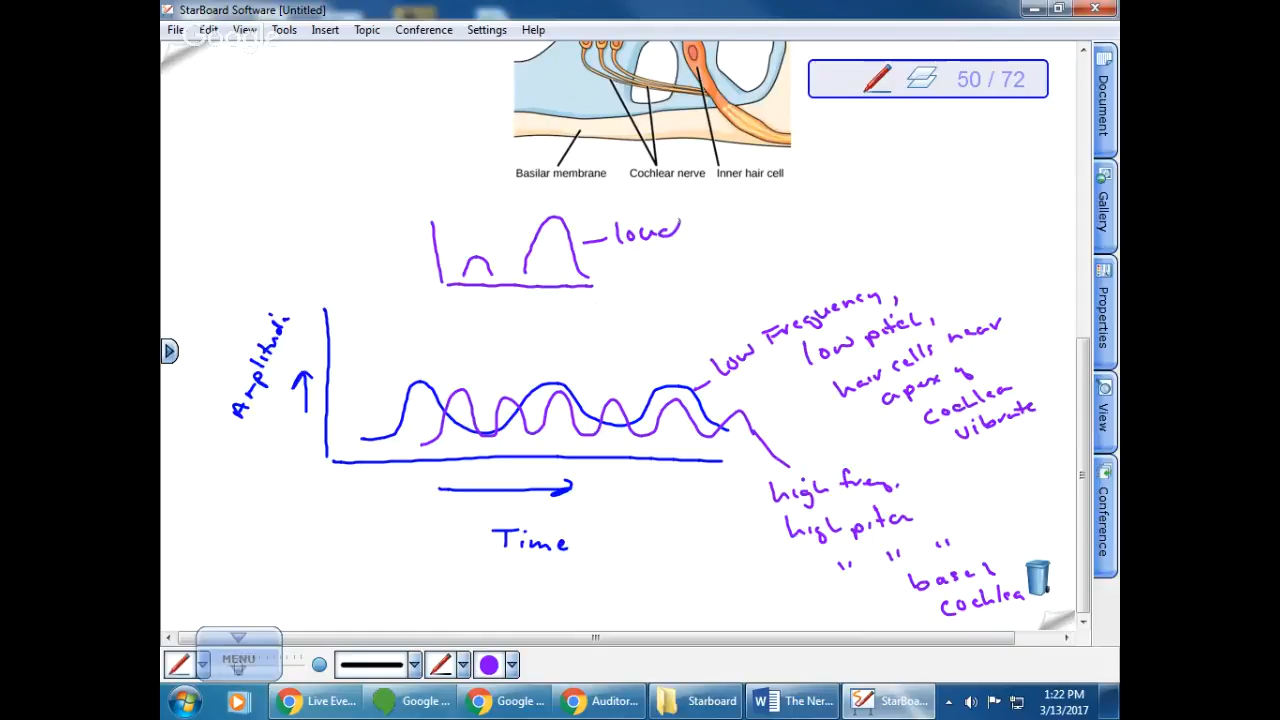 StarBoard Software [Untitled]
File Edit View Tools Insert Topic Conference Settings Help
Google
50 / 72
Basilar membrane Cochlear nerve Inner hair cell
loud
Amplitud.
low Frequency,
low pitch,
hair cells near
apex of
cochlea
vibrate
high freq.
high pitch
" " "
basel
cochlea
Time
Document
Gallery
Properties
View
Conference
MENU
Live Eve...
Google ...
Google ...
Auditor...
Starboard
The Ner...
StarBoa...
1:22 PM
3/13/2017